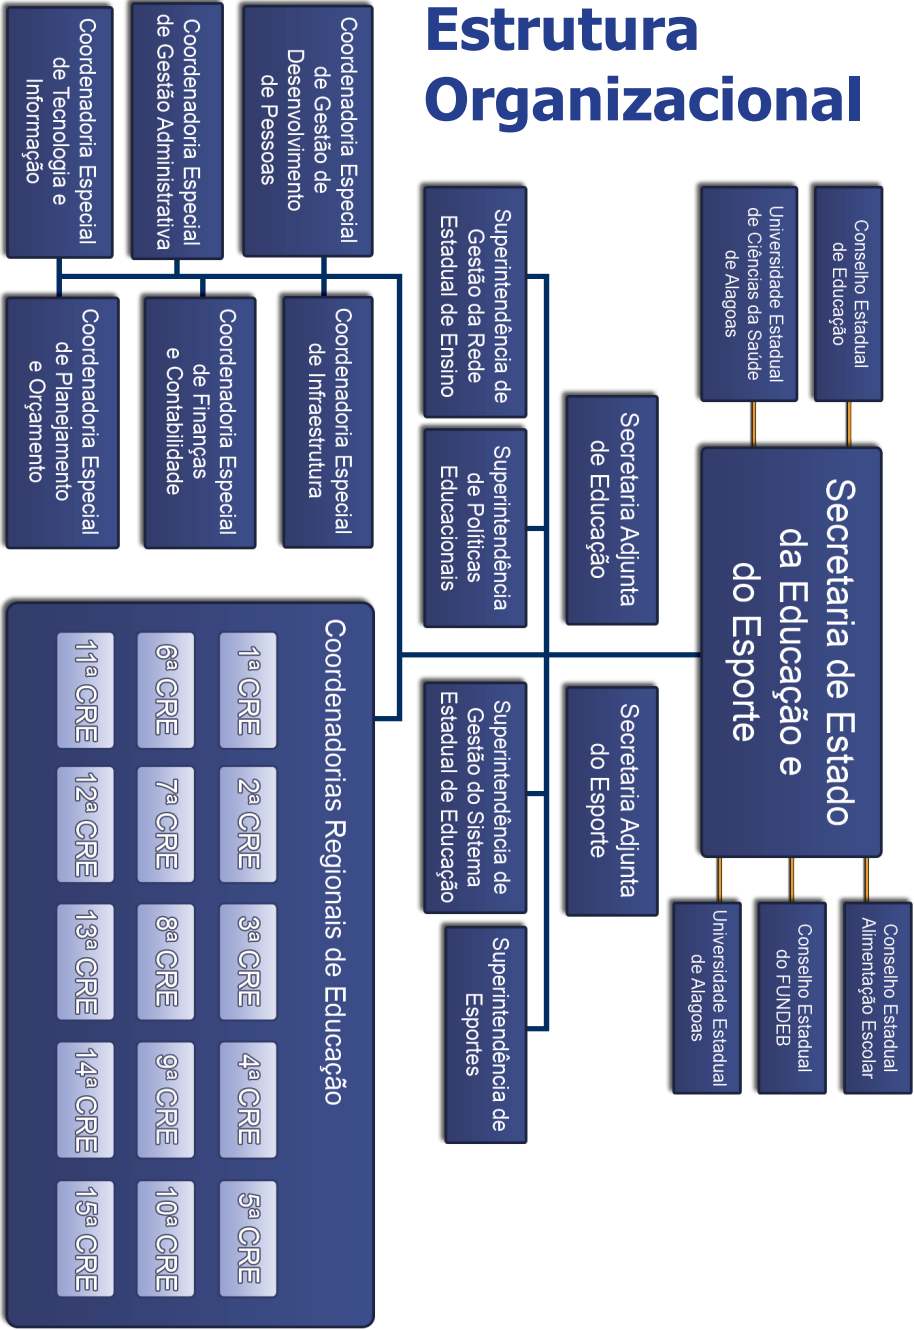 Estrutura
Organizacional
Conselho Estadual
de Educação
Universidade Estadual
de Ciências da Saúde
de Alagoas
Secretaria de Estado
da Educação e
do Esporte
Conselho Estadual
Alimentação Escolar
Conselho Estadual
do FUNDEB
Universidade Estadual
de Alagoas
Secretaria Adjunta
de Educação
Secretaria Adjunta
do Esporte
Superintendência de
Gestão da Rede
Estadual de Ensino
Superintendência
de Políticas
Educacionais
Superintendência de
Gestão do Sistema
Estadual de Educação
Superintendência de
Esportes
Coordenadoria Especial
de Gestão de
Desenvolvimento
de Pessoas
Coordenadoria Especial
de Infraestrutura
Coordenadoria Especial
de Gestão Administrativa
Coordenadoria Especial
de Finanças
e Contabilidade
Coordenadoria Especial
de Tecnologia e
Informação
Coordenadoria Especial
de Planejamento
e Orçamento
Coordenadorias Regionais de Educação
1ª CRE
2ª CRE
3ª CRE
4ª CRE
5ª CRE
6ª CRE
7ª CRE
8ª CRE
9ª CRE
10ª CRE
11ª CRE
12ª CRE
13ª CRE
14ª CRE
15ª CRE